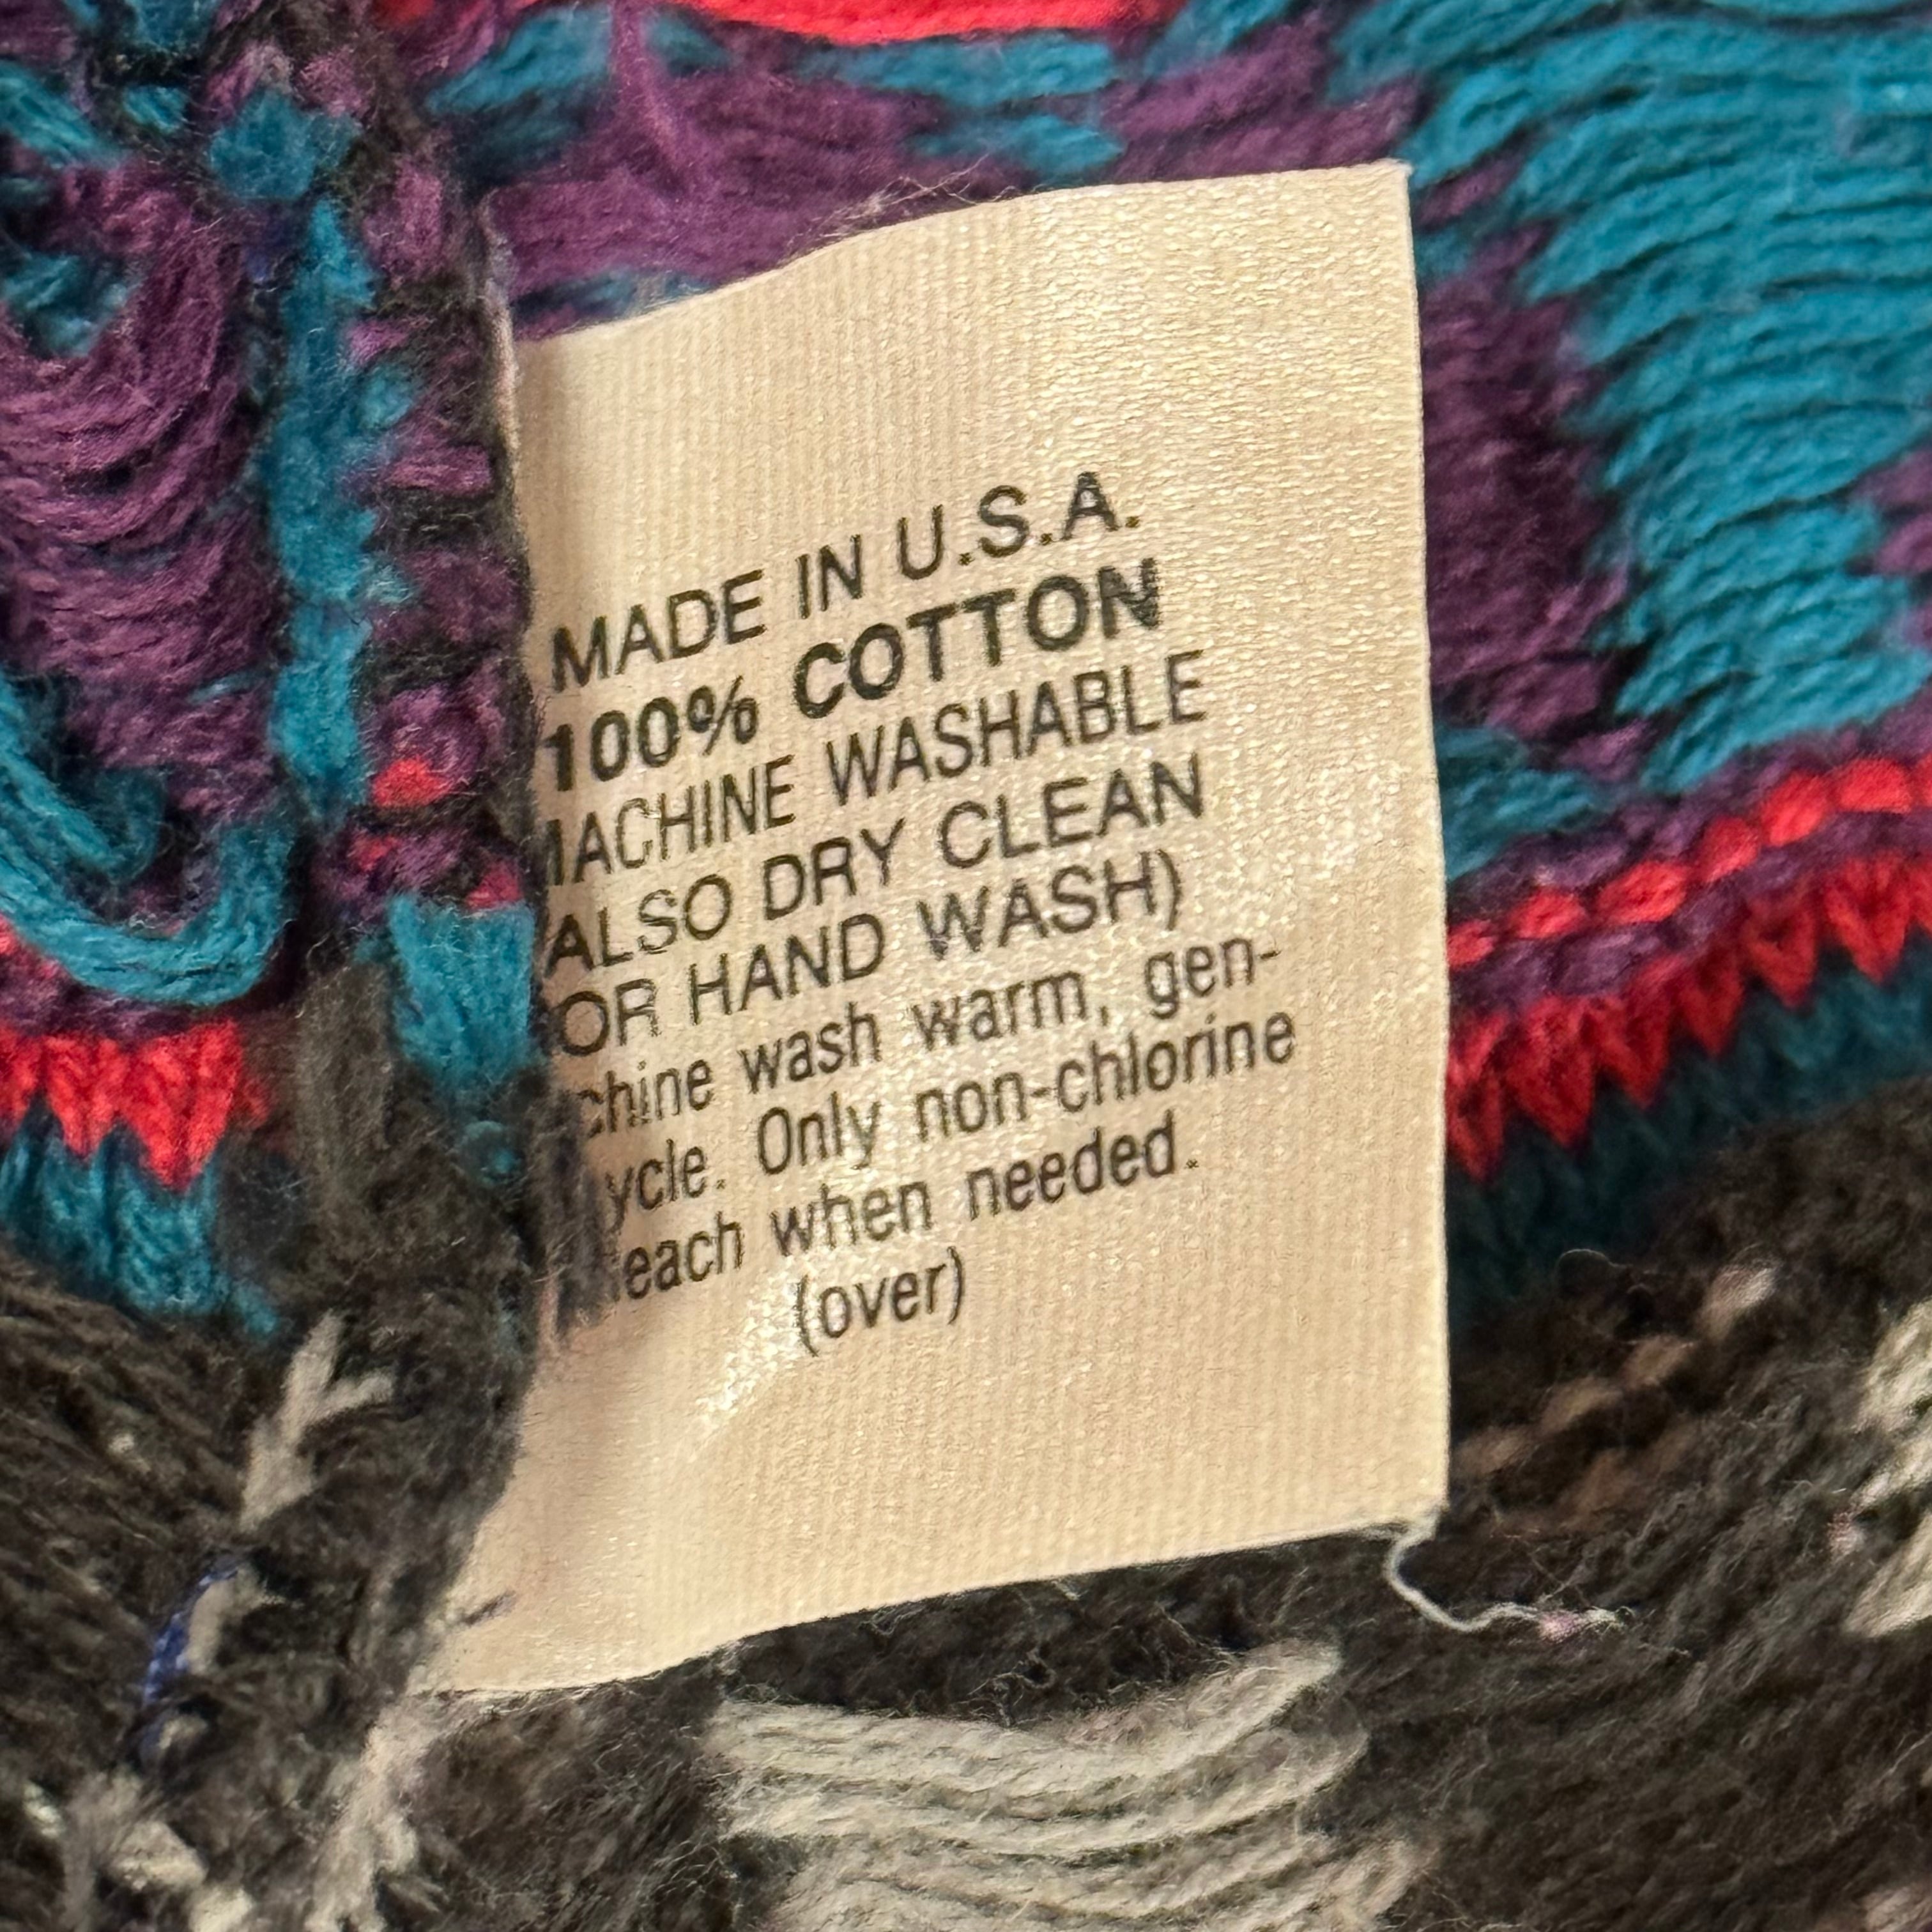 MADE IN U.S.A.
100% COTTON
MACHINE WASHABLE
ALSO DRY CLEAN
OR HAND WASH)
chine wash warm, gen-
ycle. Only non-chlorine
each when needed.
(over)